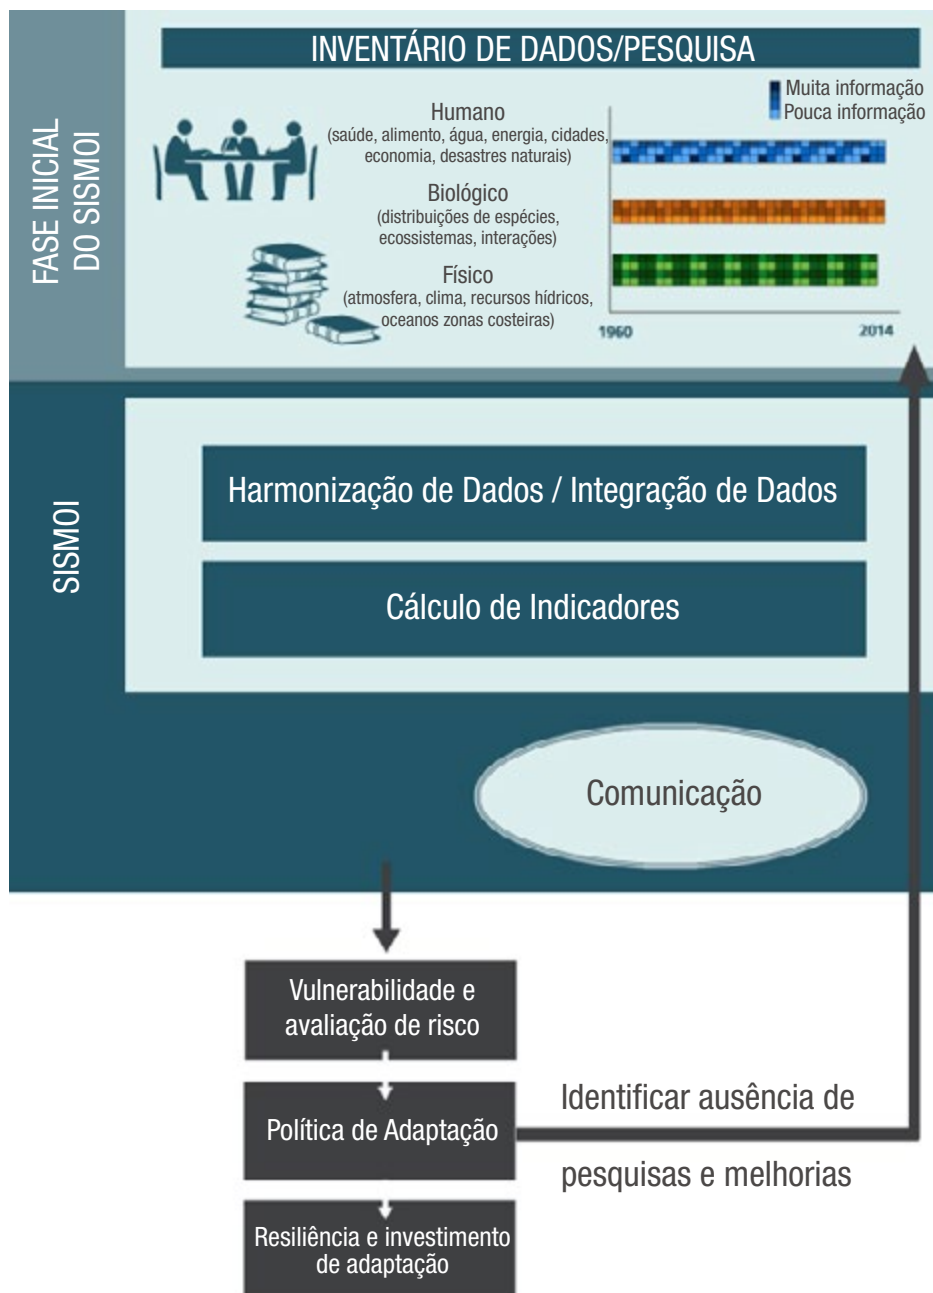 FASE INICIAL
DO SISMOI
INVENTÁRIO DE DADOS/PESQUISA
Muita informação
Pouca informação
Humano
(saúde, alimento, água, energia, cidades,
economia, desastres naturais)
Biológico
(distribuições de espécies,
ecossistemas, interações)
Físico
(atmosfera, clima, recursos hídricos,
oceanos zonas costeiras)
1960
2014
SISMOI
Harmonização de Dados / Integração de Dados
Cálculo de Indicadores
Comunicação
Vulnerabilidade e
avaliação de risco
Política de Adaptação
Identificar ausência de
pesquisas e melhorias
Resiliência e investimento
de adaptação